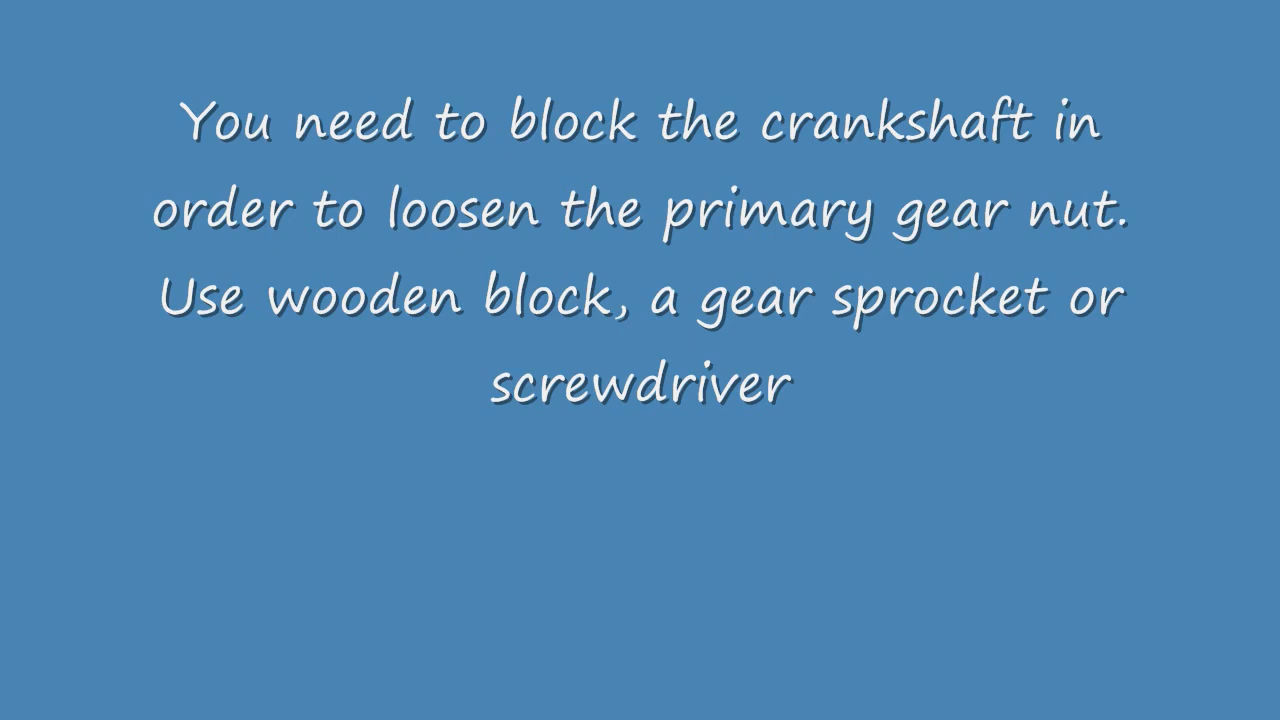 You need to block the crankshaft in
order to loosen the primary gear nut.
Use wooden block, a gear sprocket or
screwdriver